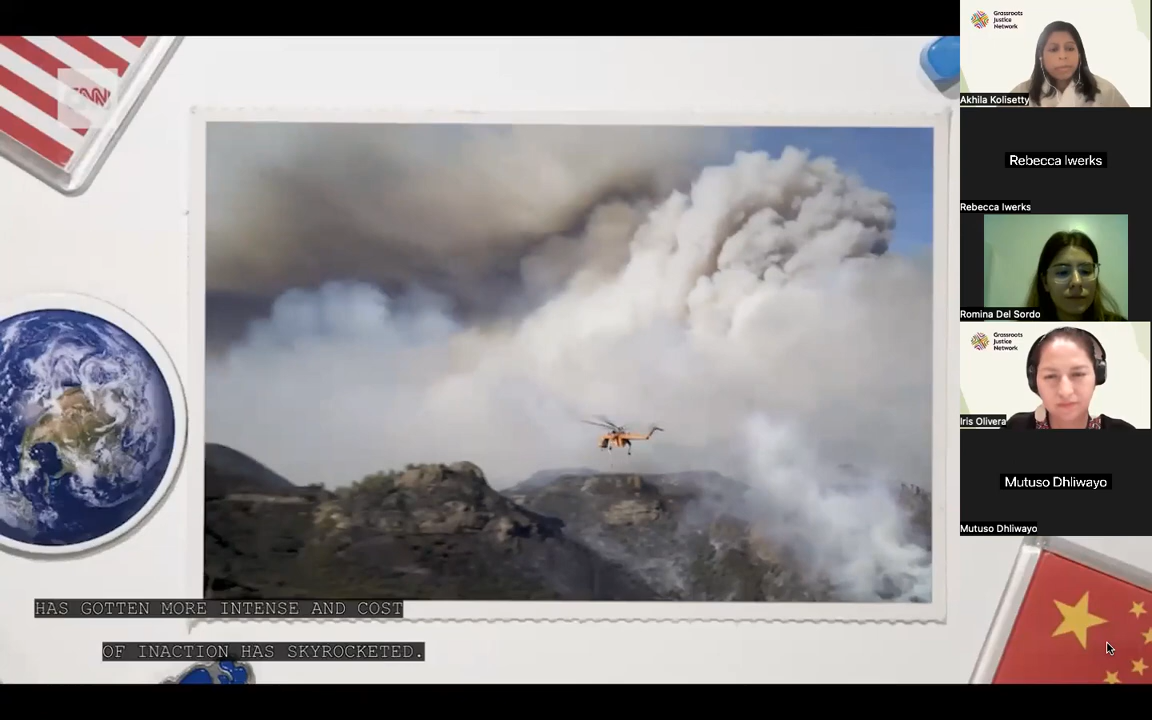 CNN
HAS GOTTEN MORE INTENSE AND COST
OF INACTION HAS SKYROCKETED.
Grassroots
Justice
Network
Akhila Kolisetty
Rebecca Iwerks
Rebecca Iwerks
Romina Del Sordo
Grassroots
Justice
Network
Iris Olivera
Mutuso Dhliwayo
Mutuso Dhliwayo